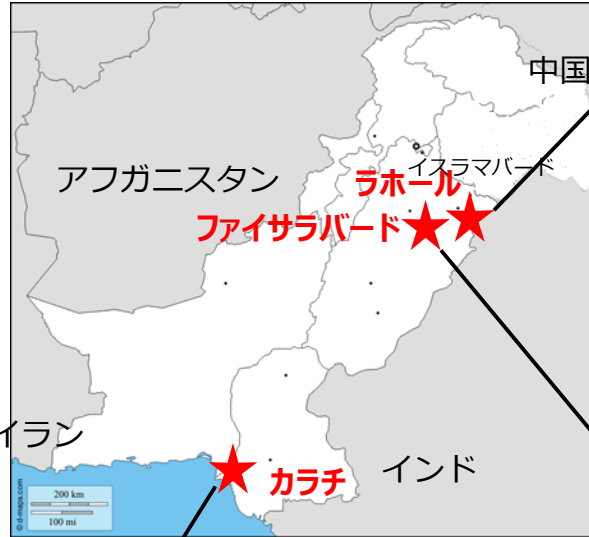 中国
イスラマバード
アフガニスタン
ラホール
ファイサラバード
イラン
インド
カラチ
200 km
100 mi
© d-maps.com